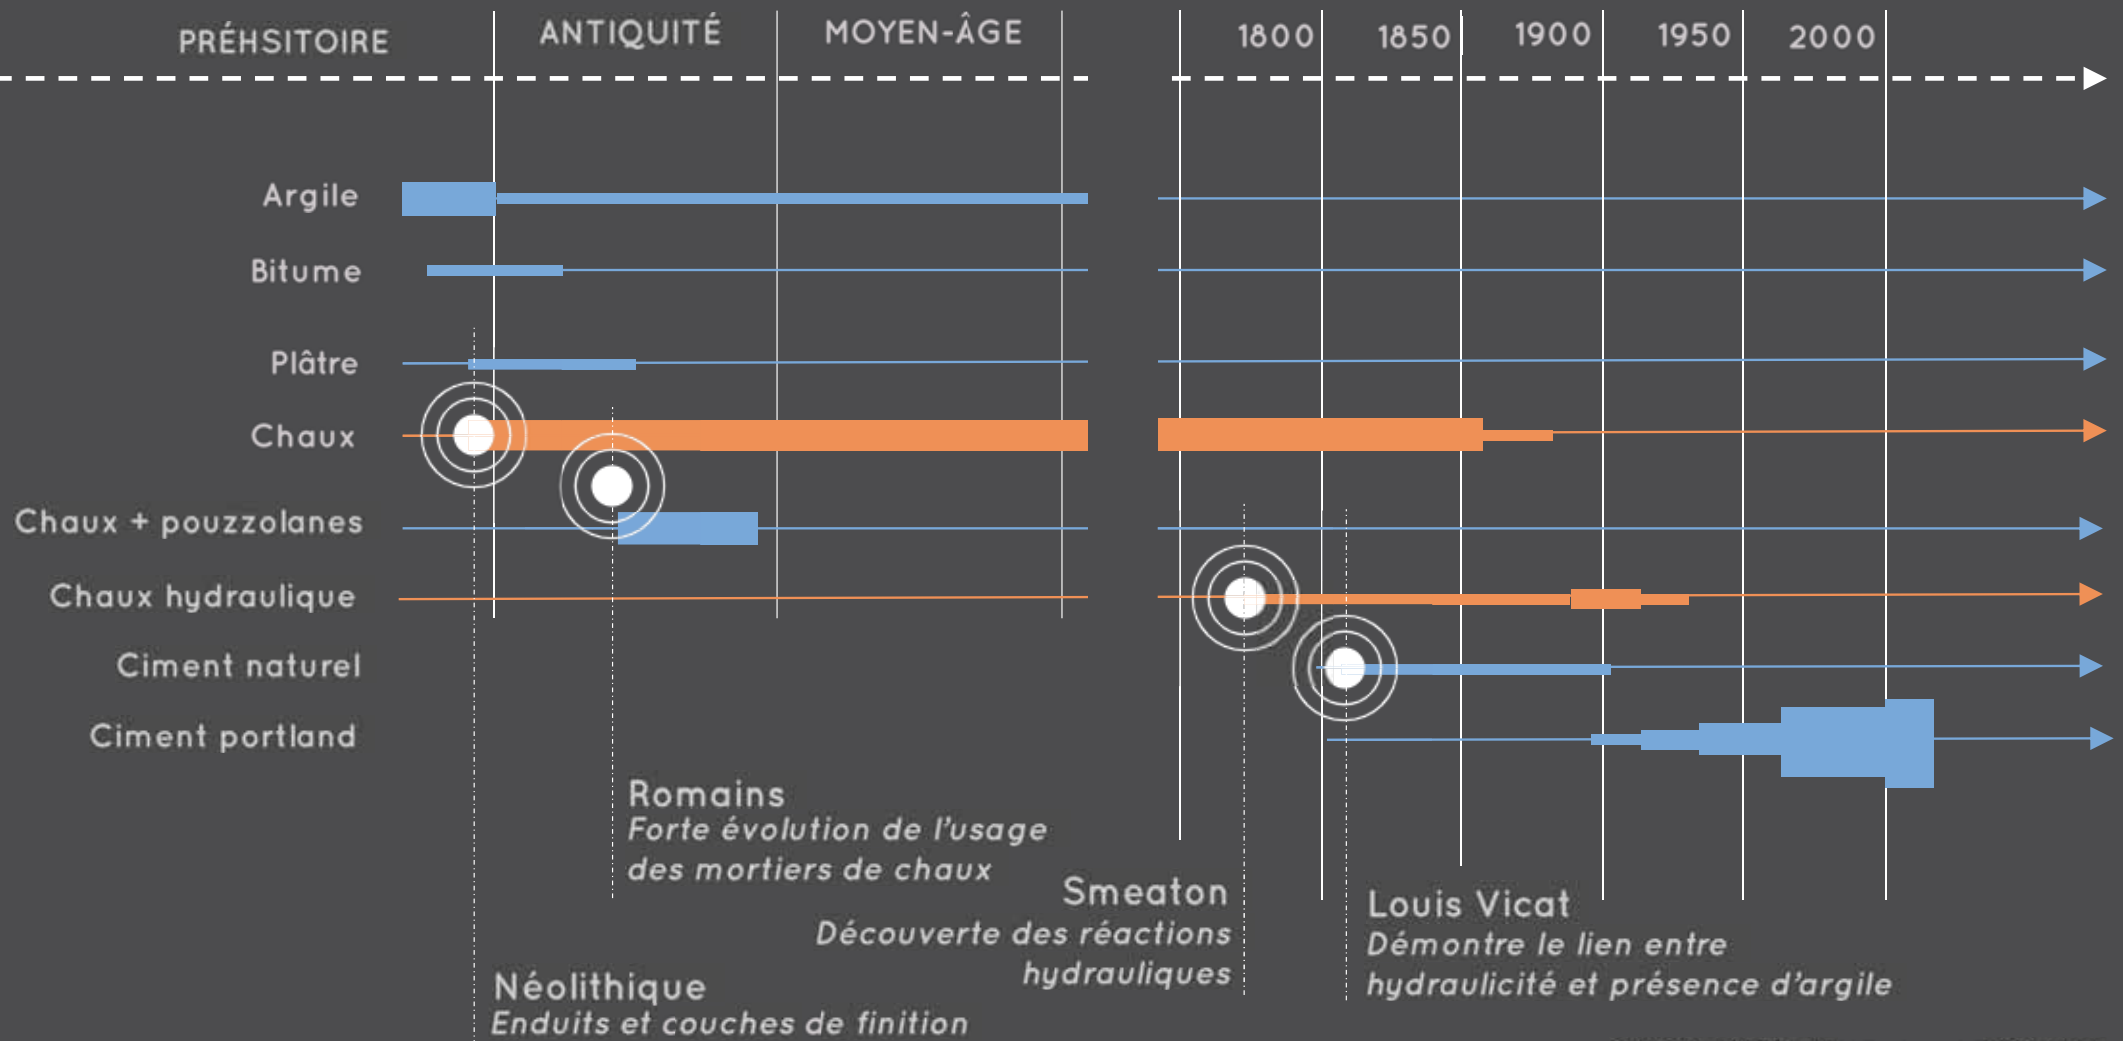 PRÉHSITOIRE
ANTIQUITÉ
MOYEN-ÂGE
1800
1850
1900
1950
2000
Argile
Bitume
Plâtre
Chaux
Chaux + pouzzolanes
Chaux hydraulique
Ciment naturel
Ciment portland
Romains
Forte évolution de l'usage
des mortiers de chaux
Smeaton
Découverte des réactions
hydrauliques
Louis Vicat
Démontre le lien entre
hydraulicité et présence d'argile
Néolithique
Enduits et couches de finition